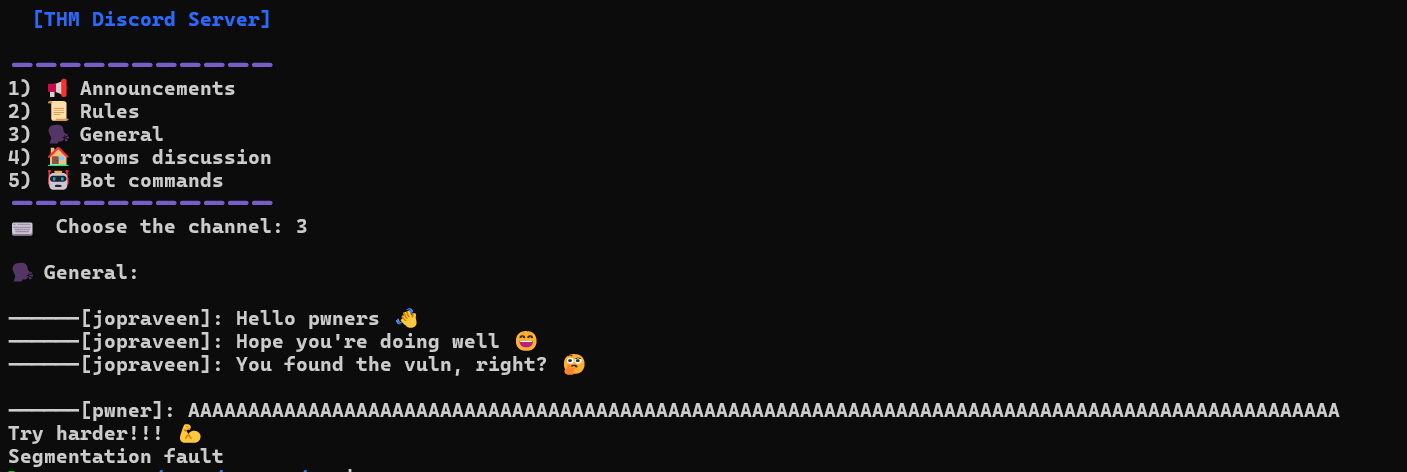 [THM Discord Server]
1) 📢 Announcements
2) 📜 Rules
3) 🗣 General
4) 🏠 rooms discussion
5) 🤖 Bot commands
⌨ Choose the channel: 3
🗣 General:
——————[jopraveen]: Hello pwners 👋
——————[jopraveen]: Hope you're doing well 😄
——————[jopraveen]: You found the vuln, right? 🤔
——————[pwner]: AAAAAAAAAAAAAAAAAAAAAAAAAAAAAAAAAAAAAAAAAAAAAAAAAAAAAAAAAAAAAAAAAAAAAAAAAAAAAAAAAAAAAAAAAAAAAAAA
Try harder!!! 💪
Segmentation fault